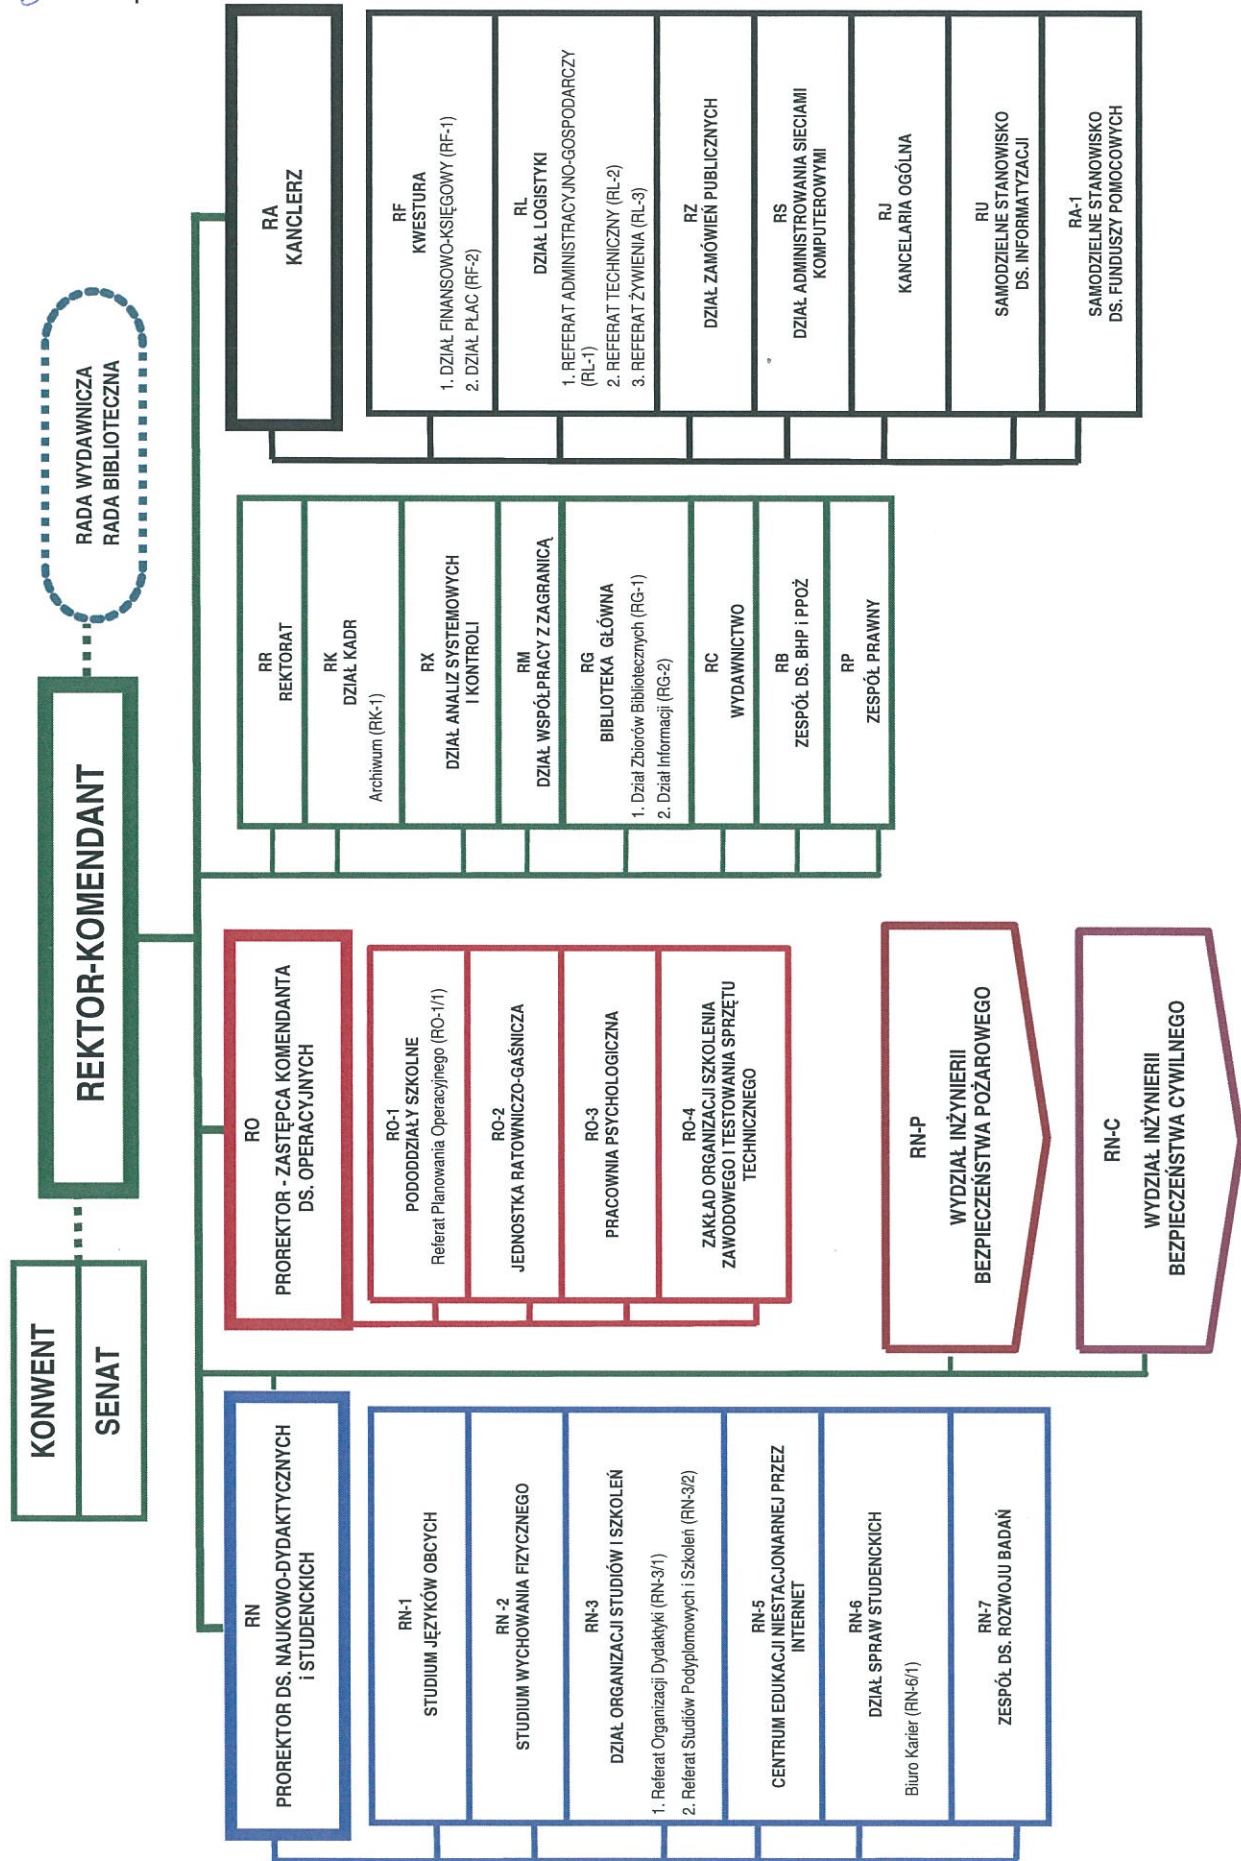 KONWENT
SENAT
REKTOR-KOMENDANT
RADA WYDAWNICZA
RADA BIBLIOTECZNA
RN
PROREKTOR DS. NAUKOWO-DYDAKTYCZNYCH
i STUDENCKICH
RN-1
STUDIUM JĘZYKÓW OBCYCH
RN -2
STUDIUM WYCHOWANIA FIZYCZNEGO
RN-3
DZIAŁ ORGANIZACJI STUDIÓW I SZKOLEŃ
1. Referat Organizacji Dydaktyki (RN-3/1)
2. Referat Studiów Podyplomowych i Szkoleń (RN-3/2)
RN-5
CENTRUM EDUKACJI NIESTACJONARNEJ PRZEZ
INTERNET
RN-6
DZIAŁ SPRAW STUDENCKICH
Biuro Karier (RN-6/1)
RN-7
ZESPÓŁ DS. ROZWOJU BADAŃ
RO
PROREKTOR - ZASTĘPCA KOMENDANTA
DS. OPERACYJNYCH
RO-1
PODODDZIAŁY SZKOLNE
Referat Planowania Operacyjnego (RO-1/1)
RO-2
JEDNOSTKA RATOWNICZO-GAŚNICZA
RO-3
PRACOWNIA PSYCHOLOGICZNA
RO-4
ZAKŁAD ORGANIZACJI SZKOLENIA
ZAWODOWEGO I TESTOWANIA SPRZĘTU
TECHNICZNEGO
RN-P
WYDZIAŁ INŻYNIERII
BEZPIECZEŃSTWA POŻAROWEGO
RN-C
WYDZIAŁ INŻYNIERII
BEZPIECZEŃSTWA CYWILNEGO
RR
REKTORAT
RK
DZIAŁ KADR
Archiwum (RK-1)
RX
DZIAŁ ANALIZ SYSTEMOWYCH
I KONTROLI
RM
DZIAŁ WSPÓŁPRACY Z ZAGRANICĄ
RG
BIBLIOTEKA GŁÓWNA
1. Dział Zbiorów Bibliotecznych (RG-1)
2. Dział Informacji (RG-2)
RC
WYDAWNICTWO
RB
ZESPÓŁ DS. BHP i PPOŻ
RP
ZESPÓŁ PRAWNY
RA
KANCLERZ
RF
KWESTURA
1. DZIAŁ FINANSOWO-KSIĘGOWY (RF-1)
2. DZIAŁ PŁAC (RF-2)
RL
DZIAŁ LOGISTYKI
1. REFERAT ADMINISTRACYJNO-GOSPODARCZY
(RL-1)
2. REFERAT TECHNICZNY (RL-2)
3. REFERAT ŻYWIENIA (RL-3)
RZ
DZIAŁ ZAMÓWIEŃ PUBLICZNYCH
RS
DZIAŁ ADMINISTROWANIA SIECIAMI
KOMPUTEROWYMI
RJ
KANCELARIA OGÓLNA
RU
SAMODZIELNE STANOWISKO
DS. INFORMATYZACJI
RA-1
SAMODZIELNE STANOWISKO
DS. FUNDUSZY POMOCOWYCH